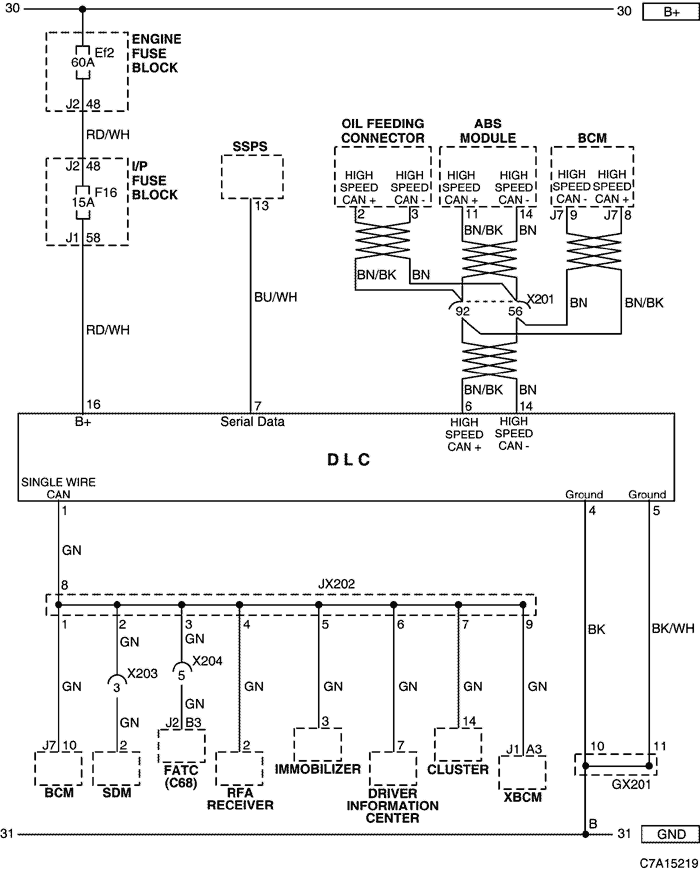 30
30
B+
Ef2
60A
ENGINE
FUSE
BLOCK
J2 48
RD/WH
J2 48
F16
15A
I/P
FUSE
BLOCK
J1 58
RD/WH
16
B+
SSPS
13
BU/WH
7
Serial Data
OIL FEEDING
CONNECTOR
HIGH
SPEED
CAN +
HIGH
SPEED
CAN -
2
3
BN/BK
BN
ABS
MODULE
HIGH
SPEED
CAN +
HIGH
SPEED
CAN -
11
14
BN/BK
BN
BCM
HIGH
SPEED
CAN -
HIGH
SPEED
CAN +
J7 9
J7 8
BN
BN/BK
X201
92
56
BN/BK
BN
6
14
HIGH
SPEED
CAN +
HIGH
SPEED
CAN -
DLC
SINGLE WIRE
CAN
1
Ground
4
Ground
5
GN
8
JX202
1
2
3
4
5
6
7
9
GN
GN
X203
3
GN
GN
X204
5
GN
GN
GN
GN
GN
GN
J7 10
BCM
2
SDM
J2 B3
FATC
(C68)
2
RFA
RECEIVER
3
IMMOBILIZER
7
DRIVER
INFORMATION
CENTER
14
CLUSTER
J1 A3
XBCM
BK
BK/WH
10
11
GX201
B
31
31
GND
C7A15219